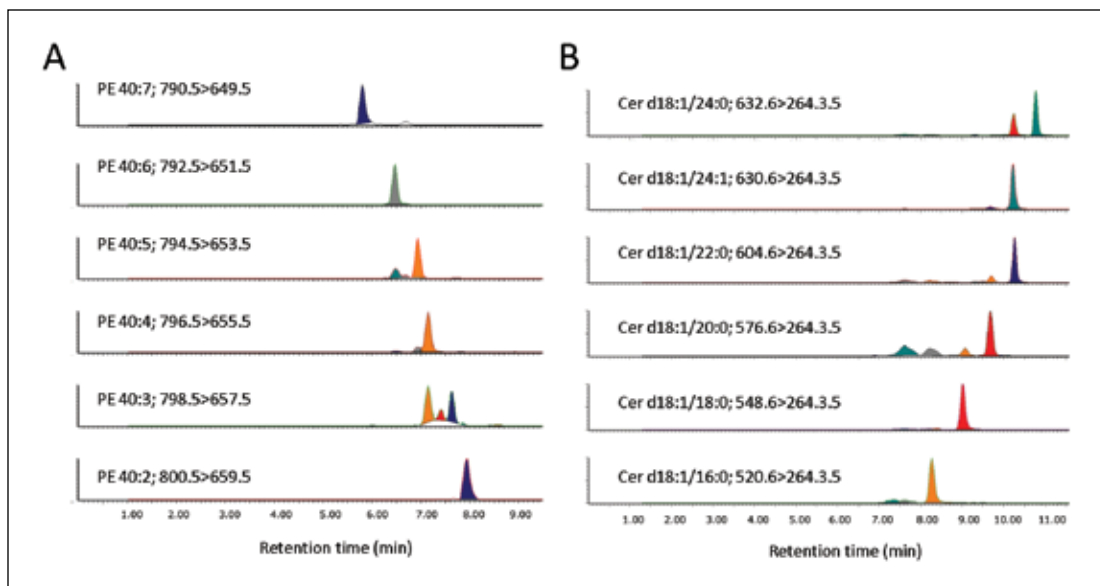 A
PE 40:7; 790.5>649.5
PE 40:6; 792.5>651.5
PE 40:5; 794.5>653.5
PE 40:4; 796.5>655.5
PE 40:3; 798.5>657.5
PE 40:2; 800.5>659.5
1.00 2.00 3.00 4.00 5.00 6.00 7.00 8.00 9.00
Retention time (min)
B
Cer d18:1/24:0; 632.6>264.3.5
Cer d18:1/24:1; 630.6>264.3.5
Cer d18:1/22:0; 604.6>264.3.5
Cer d18:1/20:0; 576.6>264.3.5
Cer d18:1/18:0; 548.6>264.3.5
Cer d18:1/16:0; 520.6>264.3.5
1.00 2.00 3.00 4.00 5.00 6.00 7.00 8.00 9.00 10.00 11.00
Retention time (min)